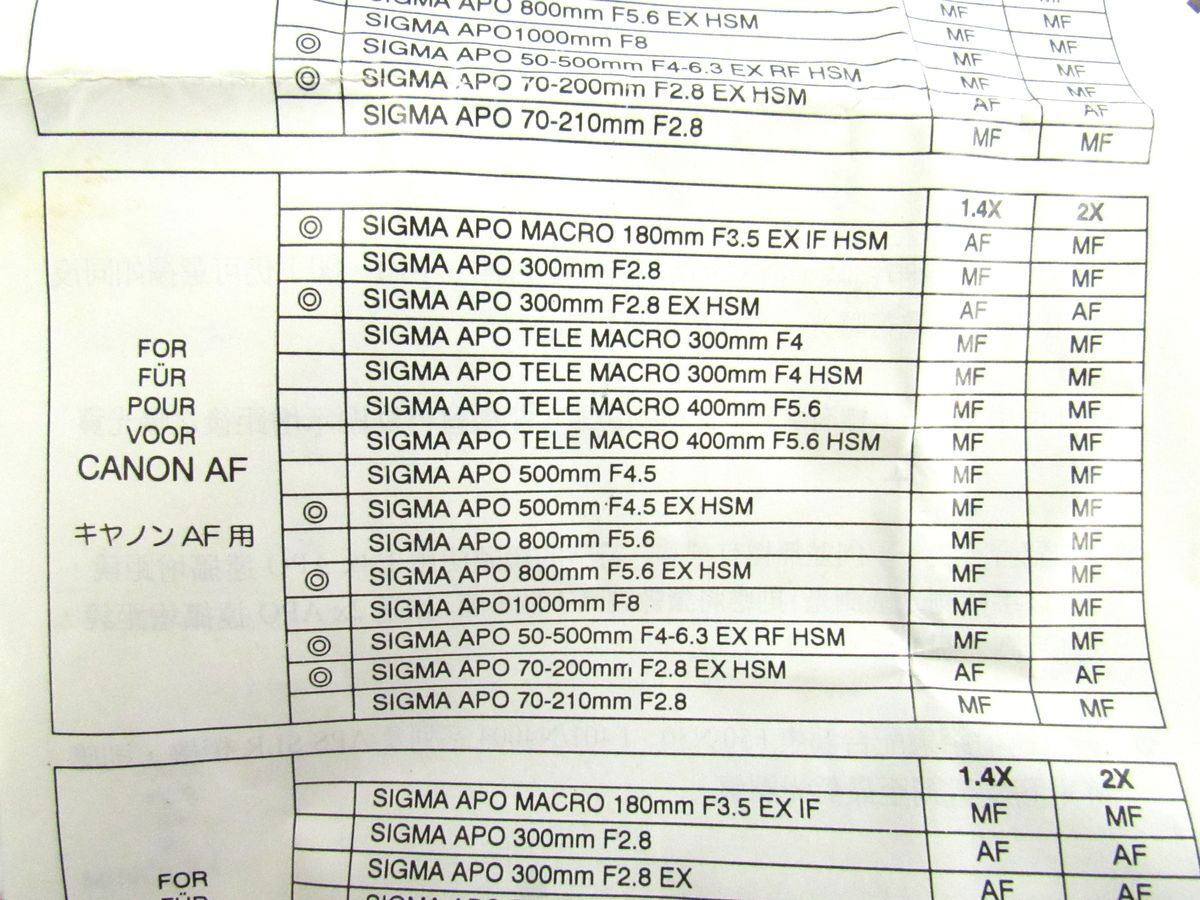 SIGMA APO 800mm F5.6 EX HSM MF MF
SIGMA APO1000mm F8 MF MF
◎ SIGMA APO 50-500mm F4-6.3 EX RF HSM MF MF
◎ SIGMA APO 70-200mm F2.8 EX HSM AF AF
SIGMA APO 70-210mm F2.8 MF MF
FOR
FÜR
POUR
VOOR
CANON AF
キヤノン AF 用
1.4X 2X
◎ SIGMA APO MACRO 180mm F3.5 EX IF HSM AF MF
SIGMA APO 300mm F2.8 MF MF
◎ SIGMA APO 300mm F2.8 EX HSM AF AF
SIGMA APO TELE MACRO 300mm F4 MF MF
SIGMA APO TELE MACRO 300mm F4 HSM MF MF
SIGMA APO TELE MACRO 400mm F5.6 MF MF
SIGMA APO TELE MACRO 400mm F5.6 HSM MF MF
SIGMA APO 500mm F4.5 MF MF
◎ SIGMA APO 500mm F4.5 EX HSM MF MF
SIGMA APO 800mm F5.6 MF MF
◎ SIGMA APO 800mm F5.6 EX HSM MF MF
SIGMA APO1000mm F8 MF MF
◎ SIGMA APO 50-500mm F4-6.3 EX RF HSM MF MF
◎ SIGMA APO 70-200mm F2.8 EX HSM AF AF
SIGMA APO 70-210mm F2.8 MF MF
FOR
FÜR
1.4X 2X
SIGMA APO MACRO 180mm F3.5 EX IF MF MF
SIGMA APO 300mm F2.8 AF AF
SIGMA APO 300mm F2.8 EX AF AF